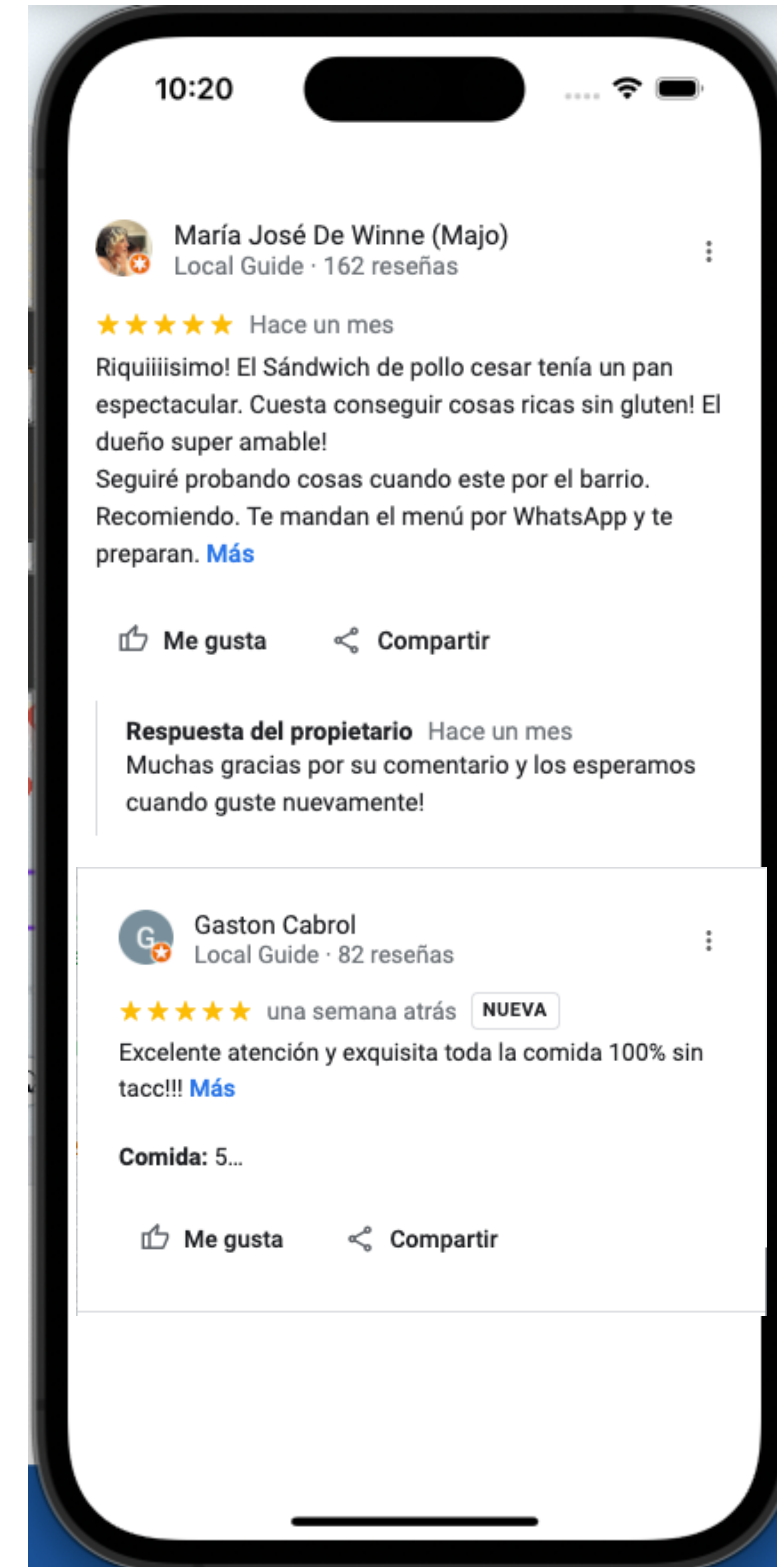 10:20
María José De Winne (Majo)
Local Guide · 162 reseñas
Hace un mes
Riquiiiisimo! El Sándwich de pollo cesar tenía un pan
espectacular. Cuesta conseguir cosas ricas sin gluten! El
dueño super amable!
Seguiré probando cosas cuando este por el barrio.
Recomiendo. Te mandan el menú por WhatsApp y te
preparan. Más
Me gusta Compartir
Respuesta del propietario Hace un mes
Muchas gracias por su comentario y los esperamos
cuando guste nuevamente!
G
Gaston Cabrol
Local Guide · 82 reseñas
una semana atrás NUEVA
Excelente atención y exquisita toda la comida 100% sin
tacc!!! Más
Comida: 5...
Me gusta Compartir